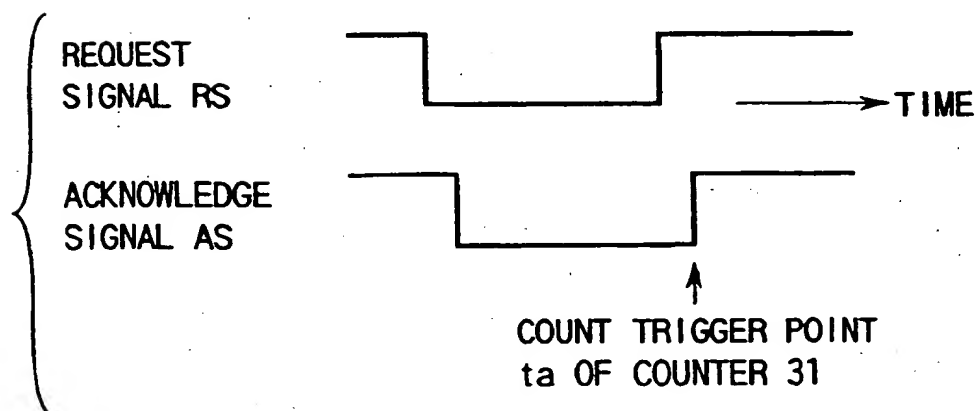 REQUEST
SIGNAL RS
TIME
ACKNOWLEDGE
SIGNAL AS
COUNT TRIGGER POINT
ta OF COUNTER 31